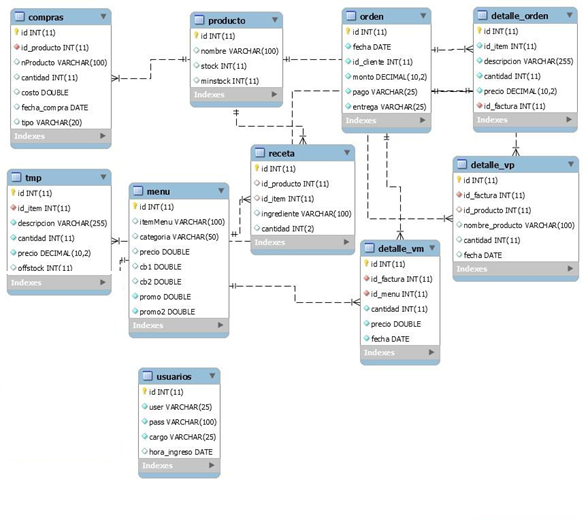 compras
id INT(11)
id_producto INT(11)
nProducto VARCHAR(100)
cantidad INT(11)
costo DOUBLE
fecha_compra DATE
tipo VARCHAR(20)
Indexes
producto
id INT(11)
nombre VARCHAR(100)
stock INT(11)
minstock INT(11)
Indexes
orden
id INT(11)
fecha DATE
id_cliente INT(11)
monto DECIMAL(10,2)
pago VARCHAR(25)
entrega VARCHAR(25)
Indexes
detalle_orden
id INT(11)
id_item INT(11)
descripcion VARCHAR(255)
cantidad INT(11)
precio DECIMAL(10,2)
id_factura INT(11)
Indexes
tmp
id INT(11)
id_item INT(11)
descripcion VARCHAR(255)
cantidad INT(11)
precio DECIMAL(10,2)
offstock INT(11)
Indexes
menu
id INT(11)
itemMenu VARCHAR(100)
categoria VARCHAR(50)
precio DOUBLE
cb1 DOUBLE
cb2 DOUBLE
promo DOUBLE
promo2 DOUBLE
Indexes
receta
id INT(11)
id_producto INT(11)
id_item INT(11)
ingrediente VARCHAR(100)
cantidad INT(2)
Indexes
detalle_vm
id INT(11)
id_factura INT(11)
id_menu INT(11)
cantidad INT(11)
precio DOUBLE
fecha DATE
Indexes
detalle_vp
id INT(11)
id_factura INT(11)
id_producto INT(11)
nombre_producto VARCHAR(100)
cantidad INT(11)
fecha DATE
Indexes
usuarios
id INT(11)
user VARCHAR(25)
pass VARCHAR(100)
cargo VARCHAR(25)
hora_ingreso DATE
Indexes